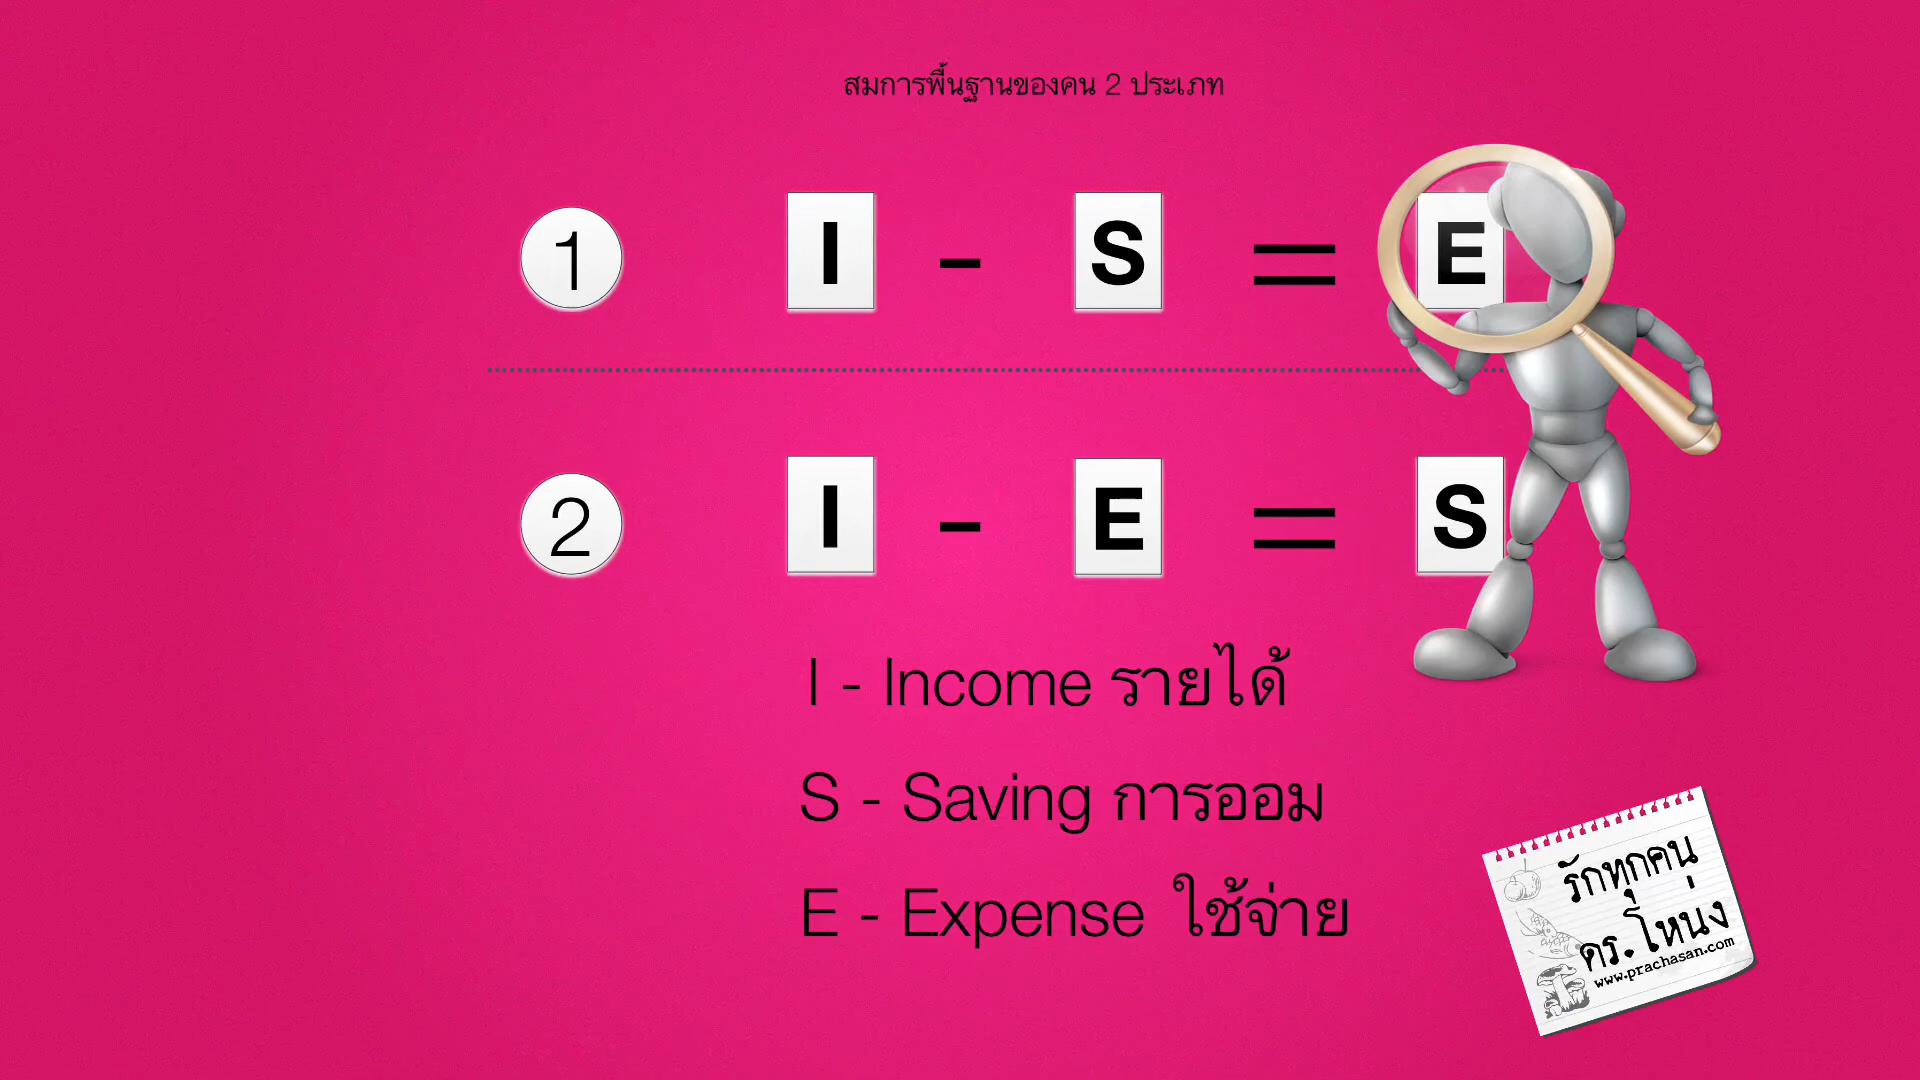 สมการพื้นฐานของคน 2 ประเภท
1 I - S = E
2 I - E = S
I - Income รายได้
S - Saving การออม
E - Expense ใช้จ่าย
รักทุกคนุ
ดร.โหนง
www.prachasan.com